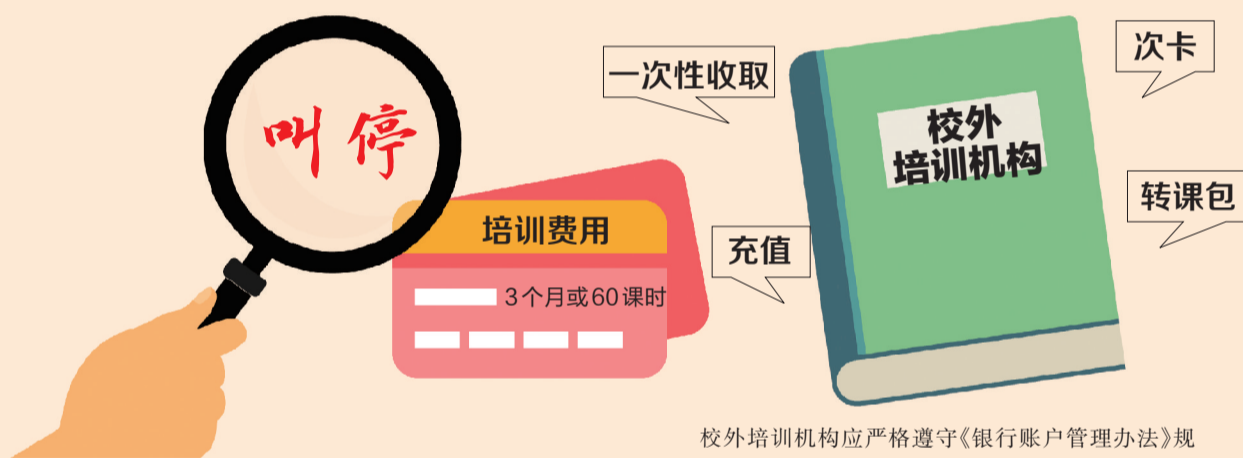 叫停
培训费用
3个月或60课时
一次性收取
充值
校外
培训机构
次卡
转课包
校外培训机构应严格遵守《银行账户管理办法》规